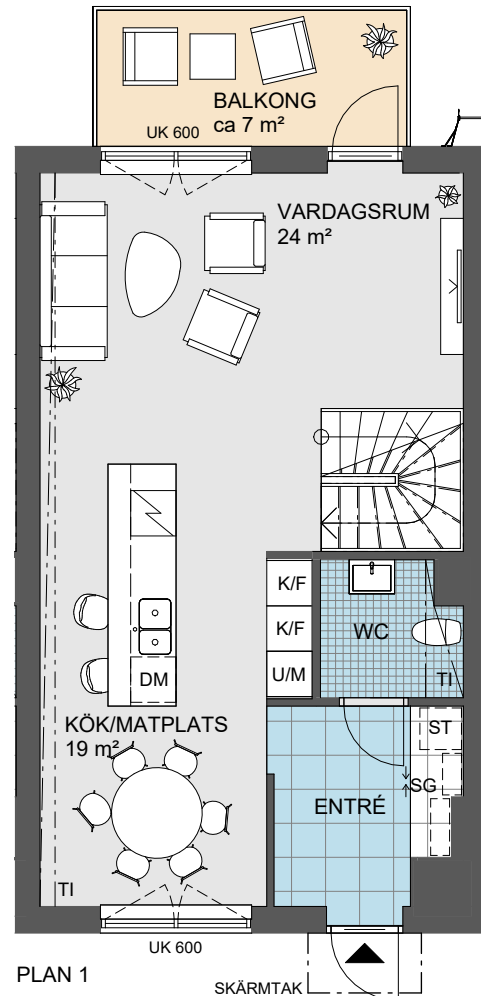 BALKONG
ca 7 m²
UK 600
VARDAGSRUM
24 m²
K/F
K/F
U/M
WC
TI
DM
KÖK/MATPLATS
19 m²
ST
SG
ENTRÉ
TI
UK 600
PLAN 1
SKÄRMTAK